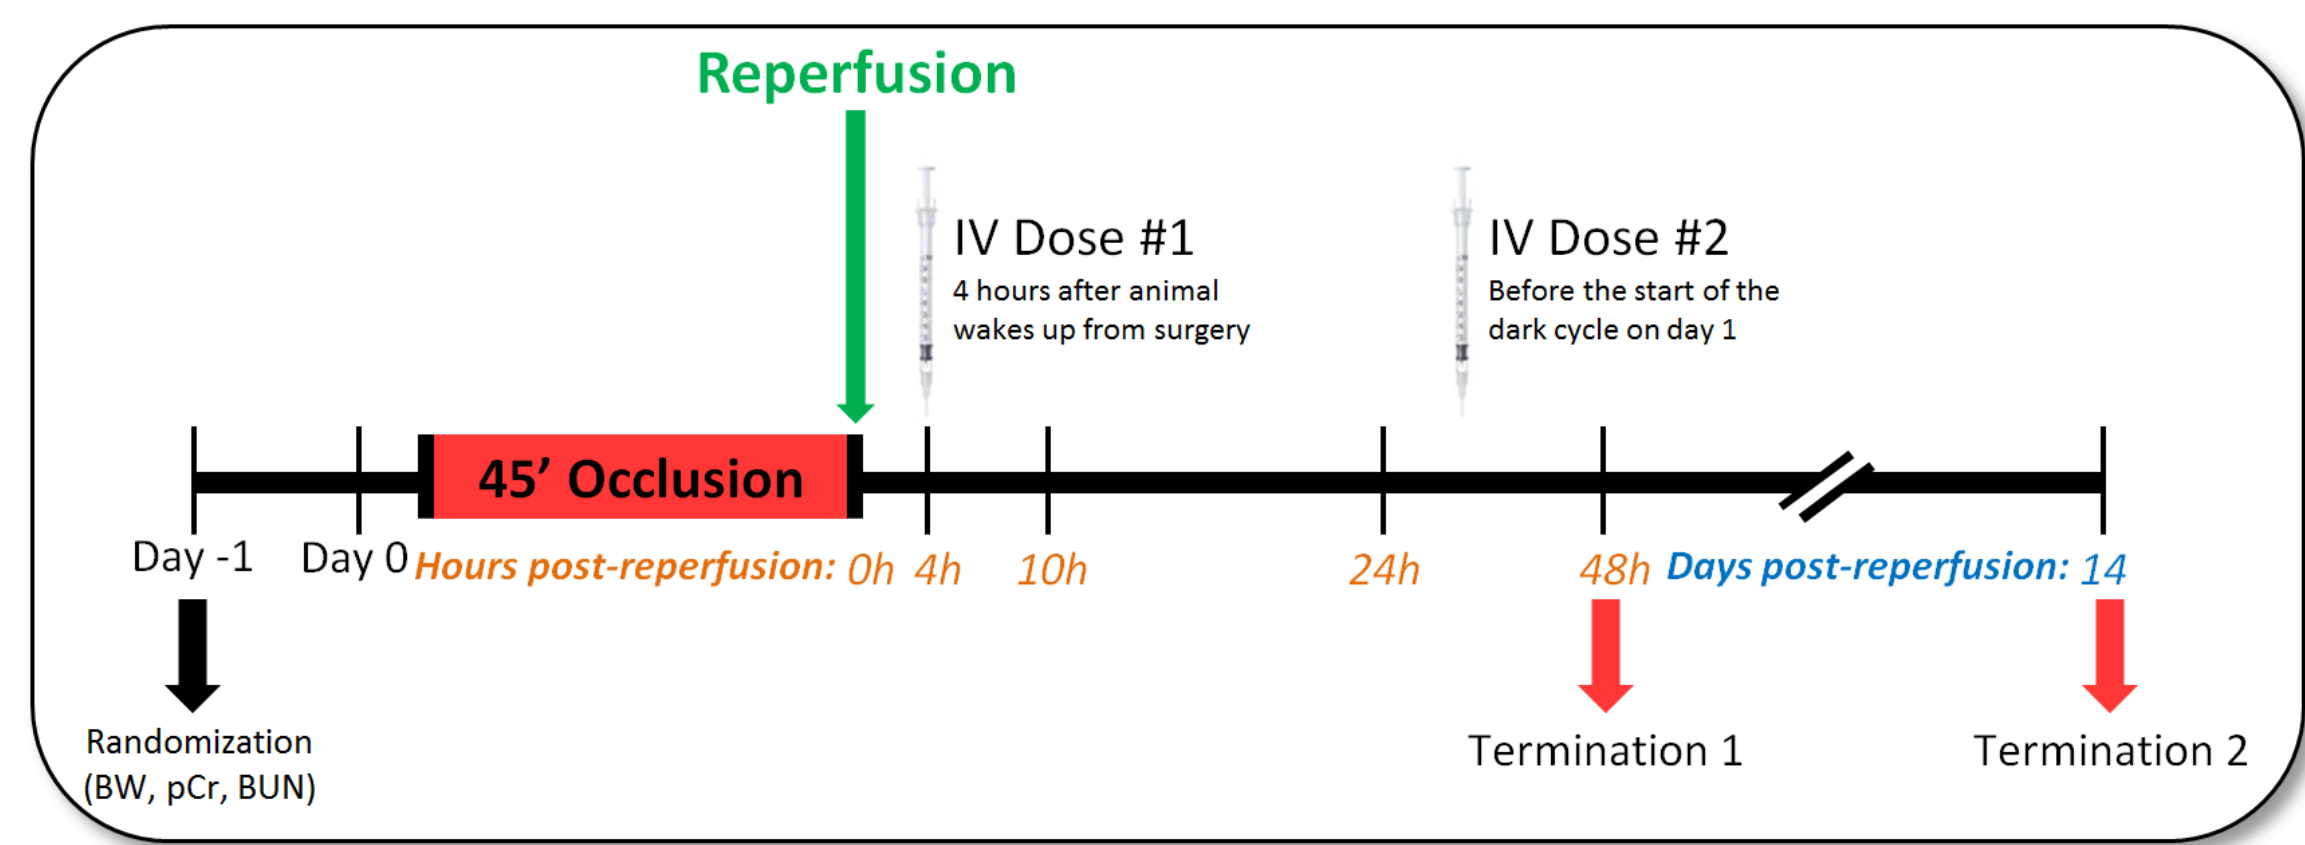 Reperfusion
IV Dose #1
4 hours after animal
wakes up from surgery
IV Dose #2
Before the start of the
dark cycle on day 1
45’ Occlusion
Day -1
Day 0
Hours post-reperfusion: 0h 4h 10h 24h 48h
Days post-reperfusion: 14
Randomization
(BW, pCr, BUN)
Termination 1
Termination 2